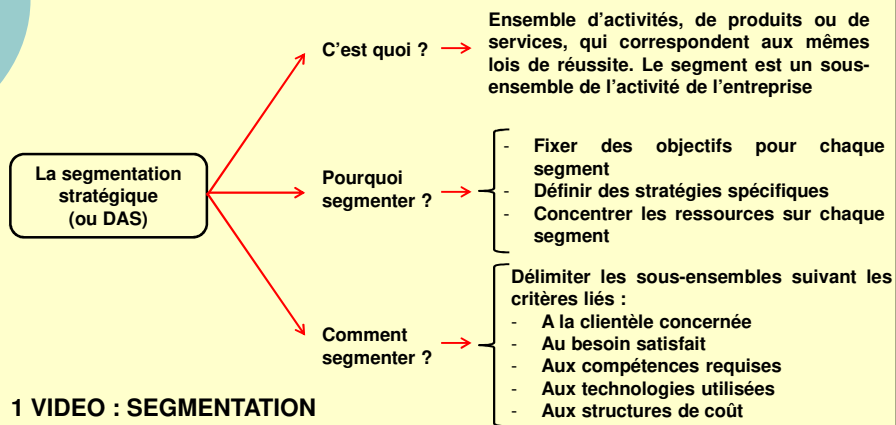 La segmentation
stratégique
(ou DAS)
C'est quoi ?
Ensemble d'activités, de produits ou de
services, qui correspondent aux mêmes
lois de réussite. Le segment est un sous-
ensemble de l'activité de l'entreprise
Pourquoi
segmenter ?
- Fixer des objectifs pour chaque
segment
- Définir des stratégies spécifiques
- Concentrer les ressources sur chaque
segment
Comment
segmenter ?
Délimiter les sous-ensembles suivant les
critères liés :
- A la clientèle concernée
- Au besoin satisfait
- Aux compétences requises
- Aux technologies utilisées
- Aux structures de coût
1 VIDEO : SEGMENTATION